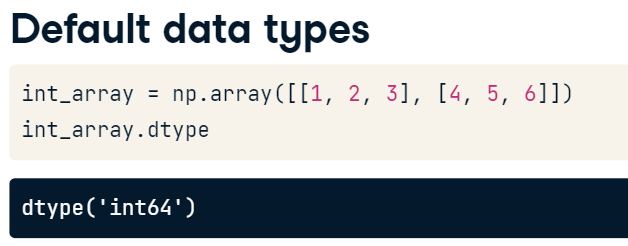 Default data types
int_array = np.array([[1, 2, 3], [4, 5, 6]])
int_array.dtype
dtype('int64')